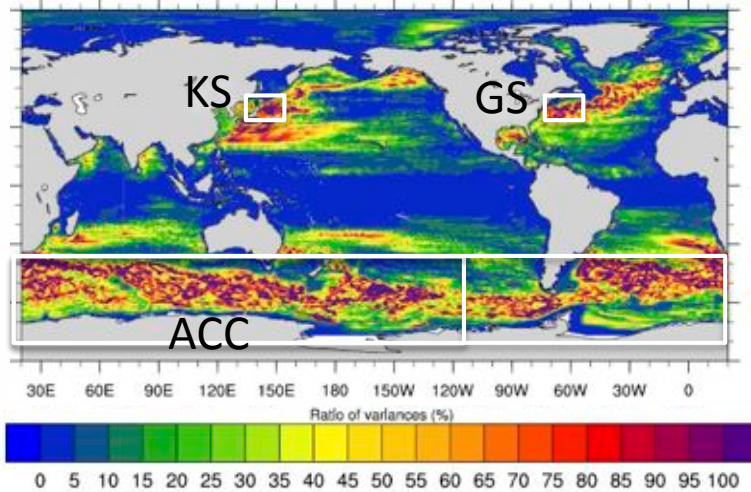 KS
GS
ACC
30E 60E 90E 120E 150E 180 150W 120W 90W 60W 30W 0
Ratio of variances (%)
0 5 10 15 20 25 30 35 40 45 50 55 60 65 70 75 80 85 90 95 100